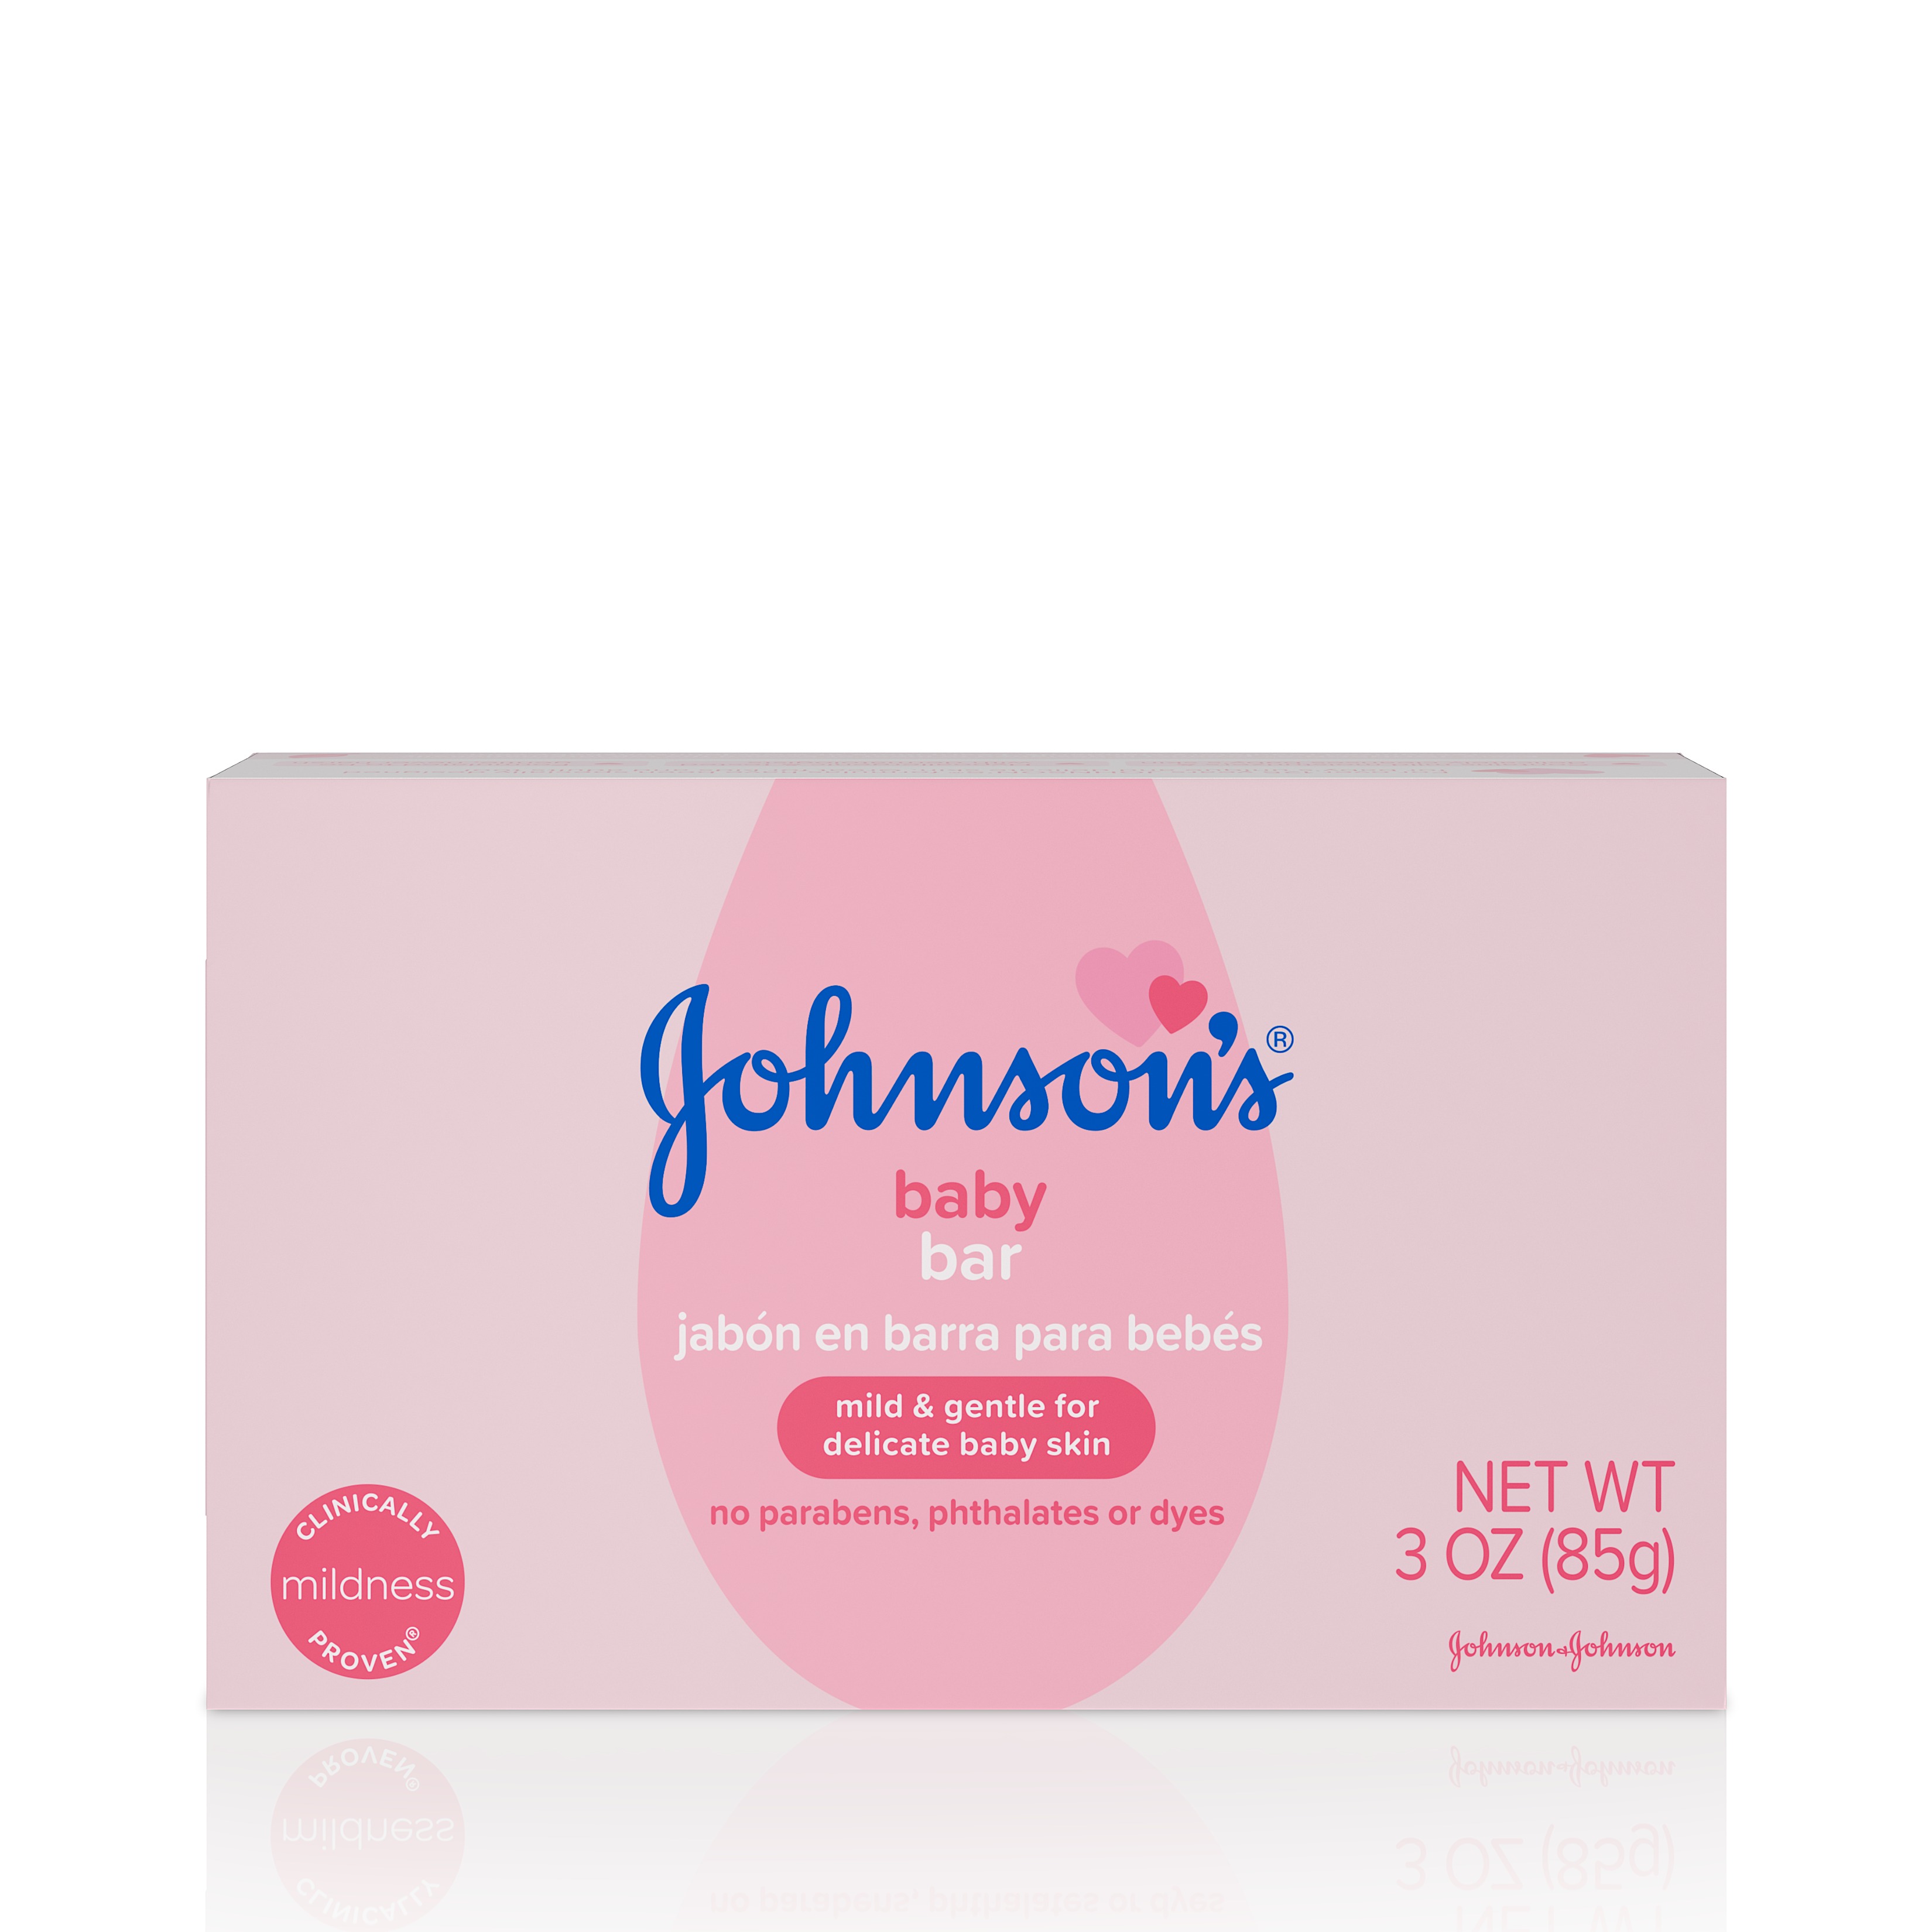 Johnson's®
baby
bar
jabón en barra para bebés
mild & gentle for
delicate baby skin
no parabens, phthalates or dyes
CLINICALLY
mildness
PROVEN®
NET WT
3 OZ (85g)
Johnson & Johnson